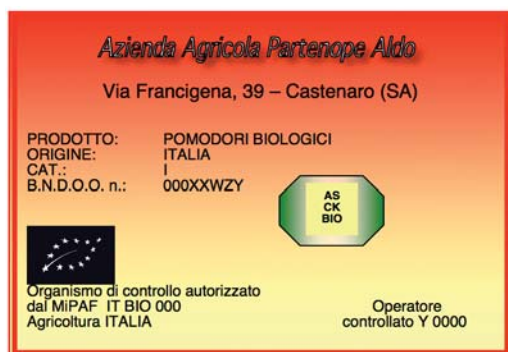 Azienda Agricola Partenope Aldo
Via Francigena, 39 – Castenaro (SA)
PRODOTTO: POMODORI BIOLOGICI
ORIGINE: ITALIA
CAT.: I
B.N.D.O.O. n.: 000XXWZY
AS
CK
BIO
Organismo di controllo autorizzato
dal MiPAF IT BIO 000
Agricoltura ITALIA
Operatore
controllato Y 0000